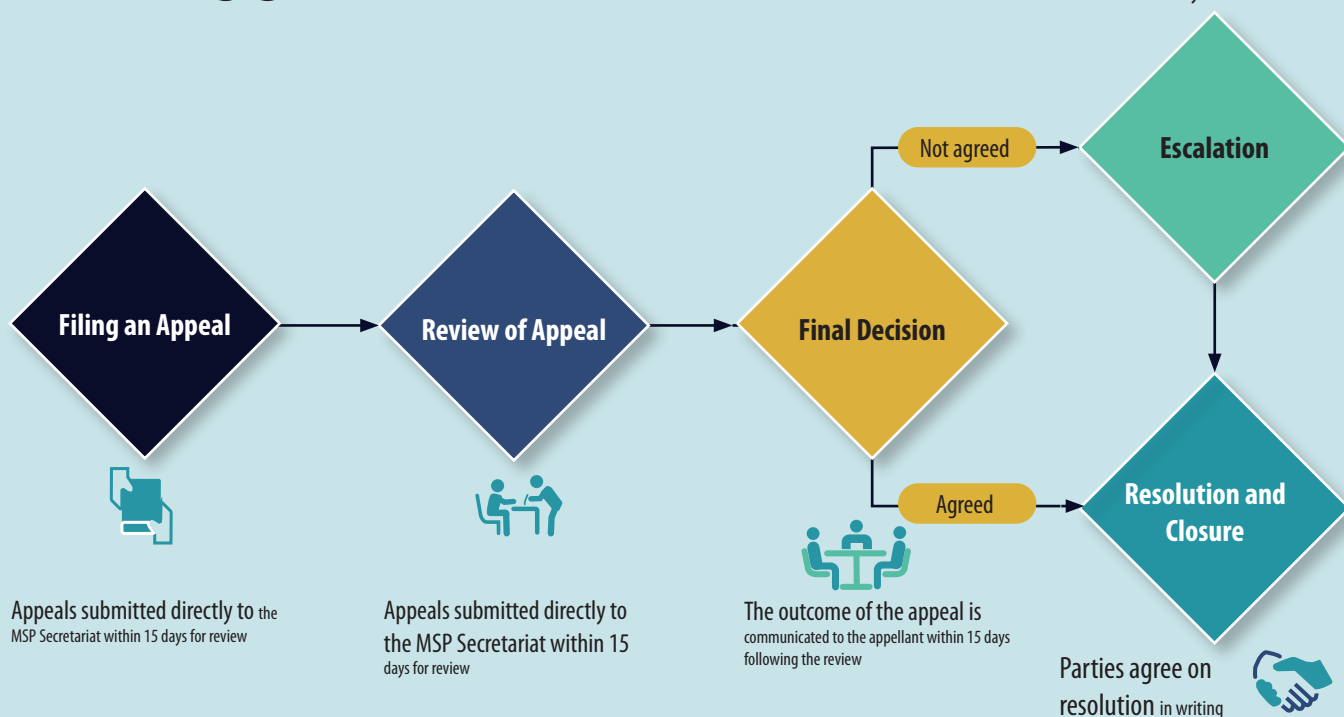 Not agreed
Escalation
Filing an Appeal
Review of Appeal
Final Decision
Agreed
Resolution and
Closure
Appeals submitted directly to the
MSP Secretariat within 15 days for review
Appeals submitted directly to
the MSP Secretariat within 15
days for review
The outcome of the appeal is
communicated to the appellant within 15 days
following the review
Parties agree on
resolution in writing